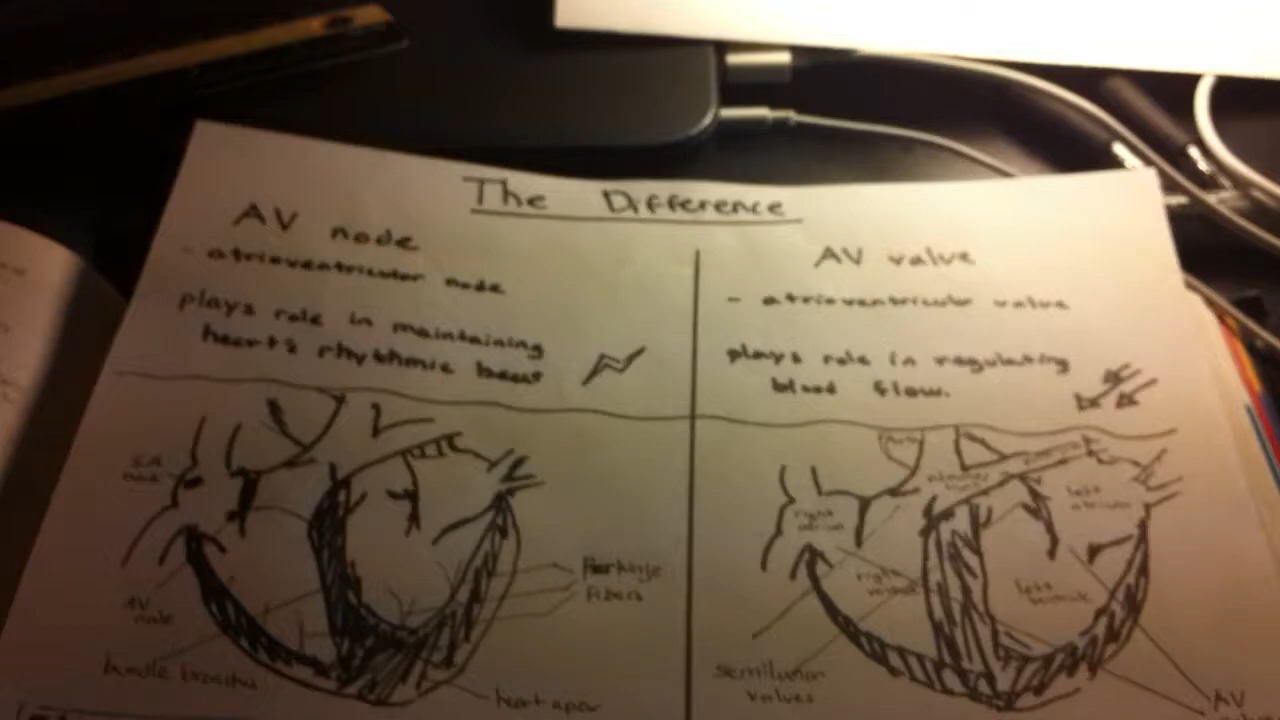 The Difference
AV node
- atrioventricular node
plays role in maintaining
heart's rhythmic beat
AV valve
- atrioventricular valve
plays role in regulating
blood flow.
SA
node
AV
node
bundle branches
Purkinje
Fibers
heart apex
right
atrium
left
atrium
right
left
ventricle
semilunar
valves
AV